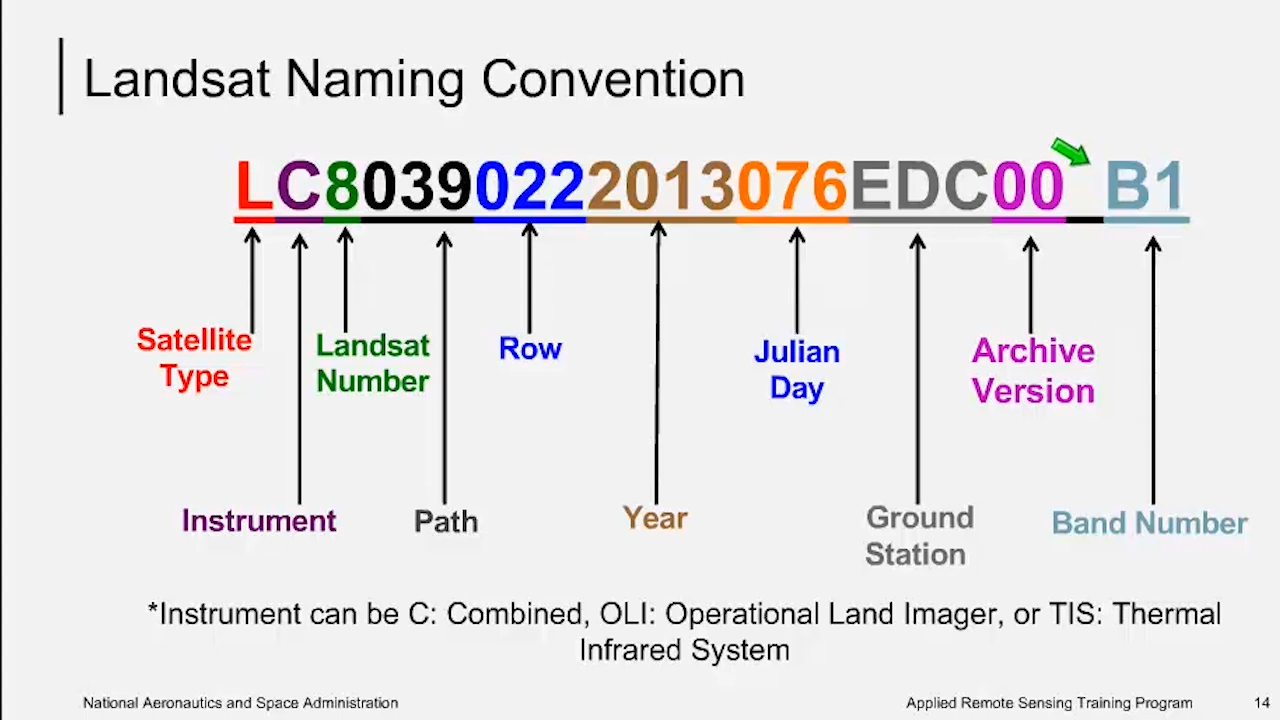 Landsat Naming Convention
LC80390222013076EDC00_B1
Satellite
Type
Landsat
Number
Row
Julian
Day
Archive
Version
Instrument
Path
Year
Ground
Station
Band Number
*Instrument can be C: Combined, OLI: Operational Land Imager, or TIS: Thermal
Infrared System
National Aeronautics and Space Administration
Applied Remote Sensing Training Program
14